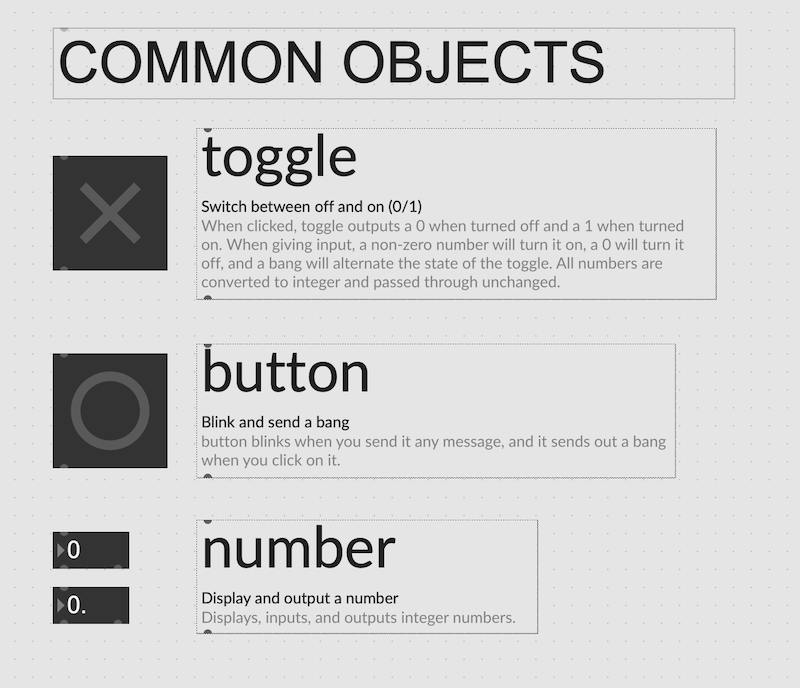 COMMON OBJECTS
toggle
Switch between off and on (0/1)
When clicked, toggle outputs a 0 when turned off and a 1 when turned
on. When giving input, a non-zero number will turn it on, a 0 will turn it
off, and a bang will alternate the state of the toggle. All numbers are
converted to integer and passed through unchanged.
button
Blink and send a bang
button blinks when you send it any message, and it sends out a bang
when you click on it.
0
0.
number
Display and output a number
Displays, inputs, and outputs integer numbers.